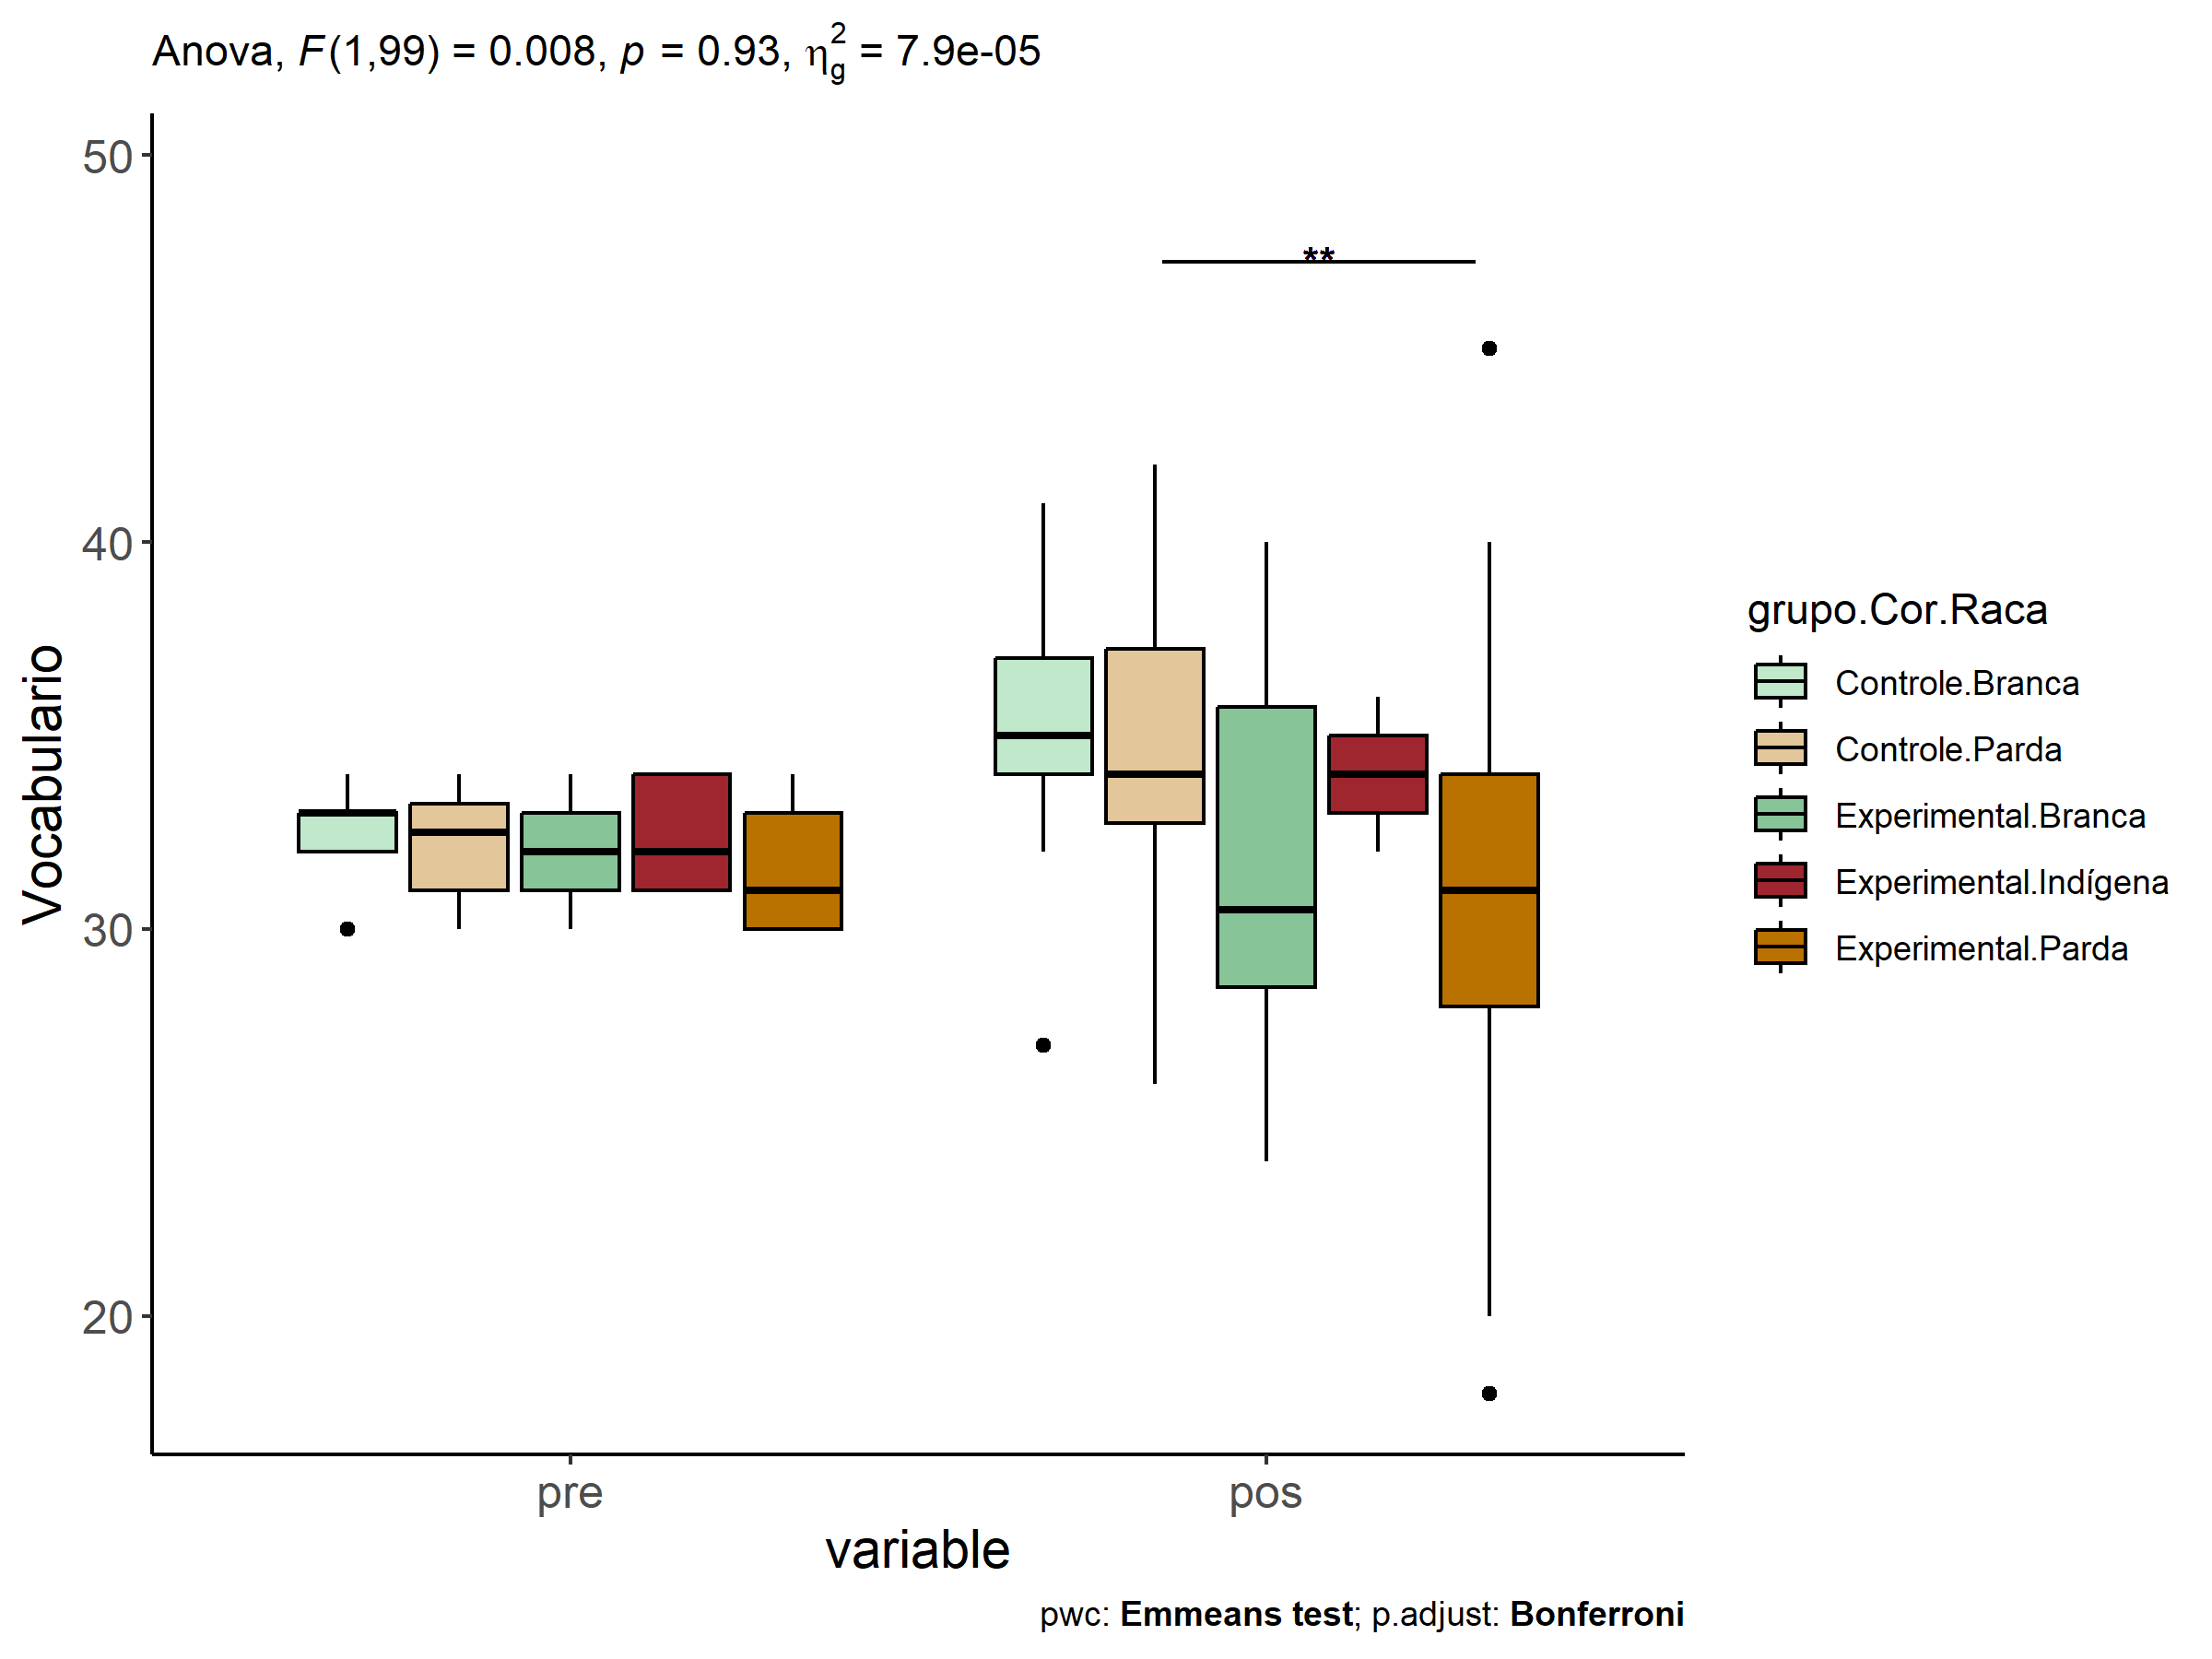 Anova, F(1,99) = 0.008, p = 0.93, η²g = 7.9e-05
50
40
30
20
Vocabulario
**
pre
pos
variable
grupo.Cor.Raca
Controle.Branca
Controle.Parda
Experimental.Branca
Experimental.Indígena
Experimental.Parda
pwc: Emmeans test; p.adjust: Bonferroni